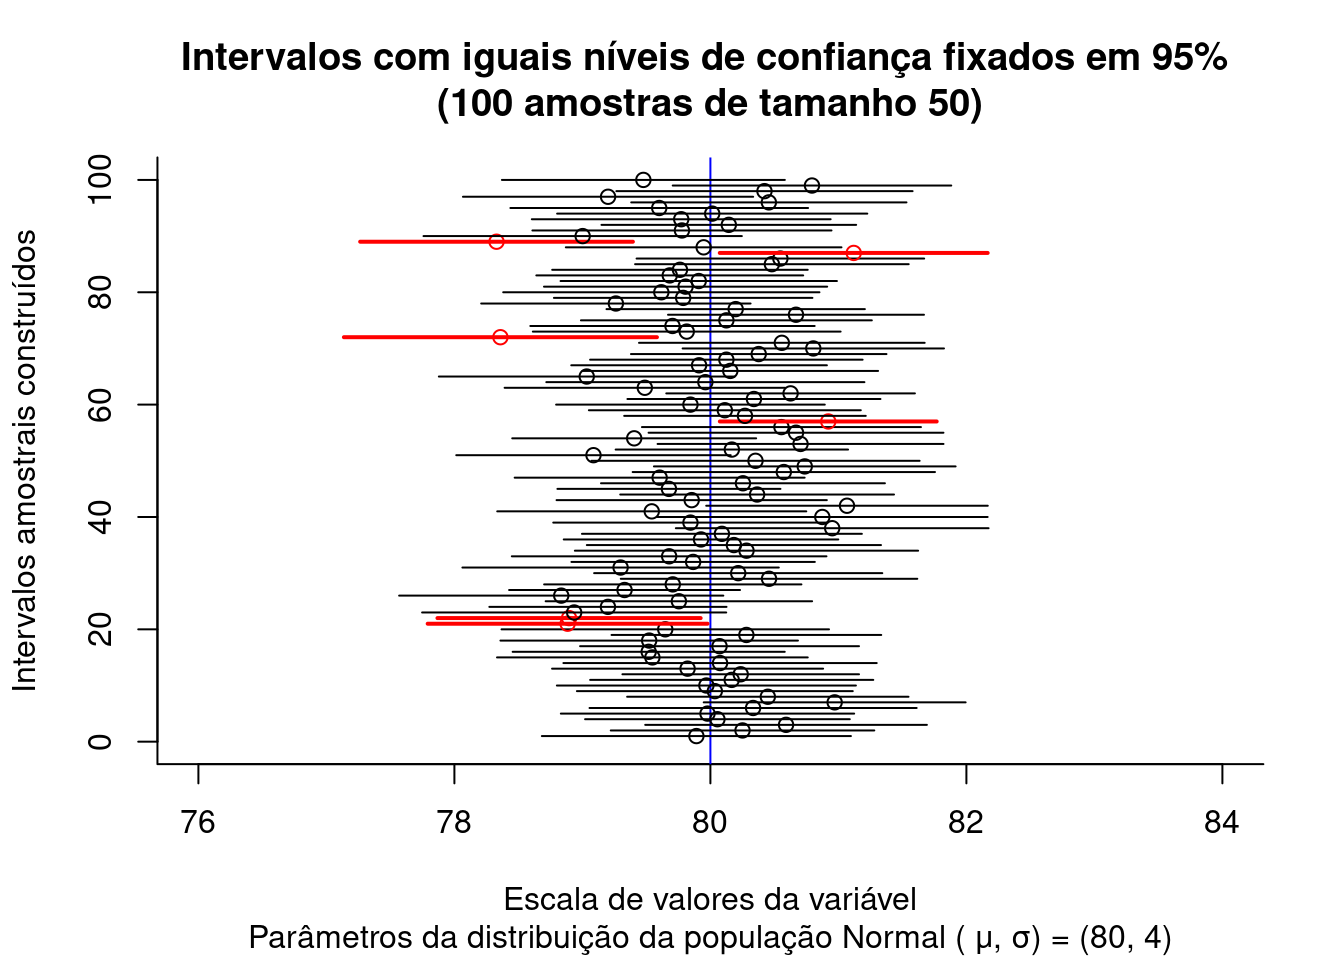 Intervalos com iguais níveis de confiança fixados em 95%
(100 amostras de tamanho 50)
Intervalos amostrais construídos
100
80
60
40
20
0
76 78 80 82 84
Escala de valores da variável
Parâmetros da distribuição da população Normal ( μ, σ) = (80, 4)